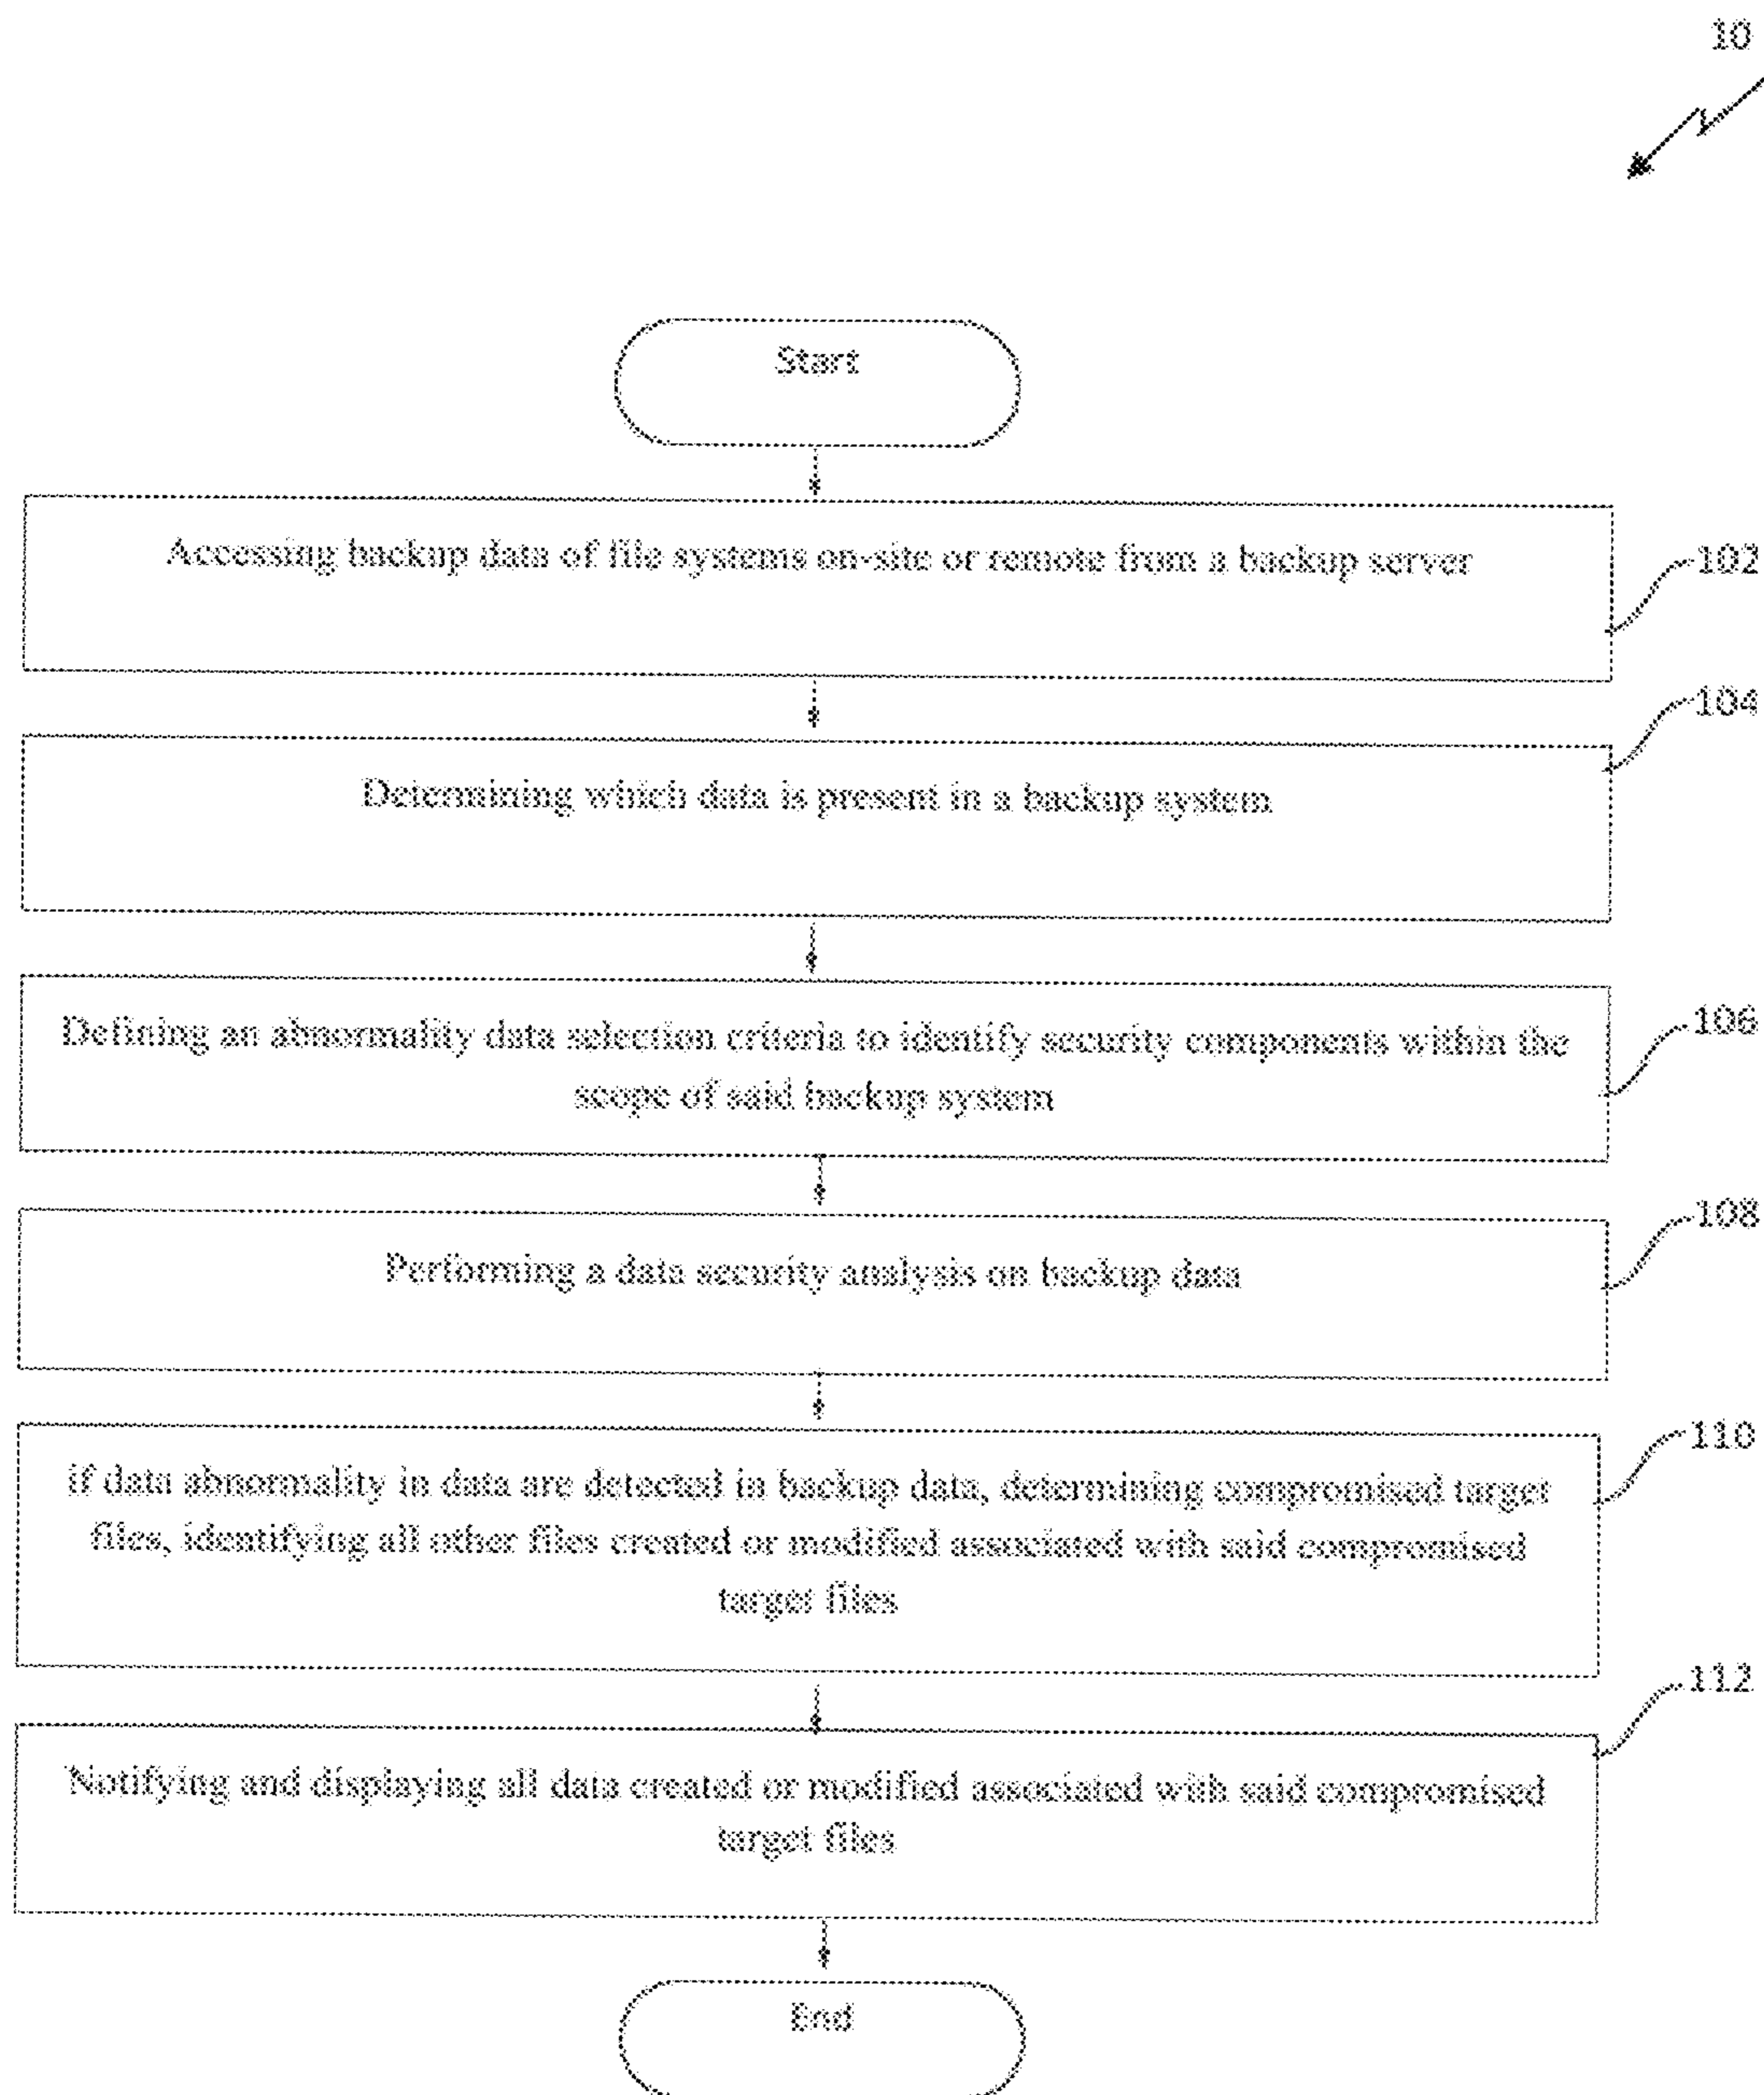 10
Start
Accessing backup data of file systems on-site or remote from a backup server
102
104
Determining which data is present in a backup system
Defining an abnormality data selection criteria to identify security components within the
scope of said backup system
106
108
Performing a data security analysis on backup data
110
if data abnormality in data are detected in backup data, determining compromised target
files, identifying all other files created or modified associated with said compromised
target files
112
Notifying and displaying all data created or modified associated with said compromised
target files
End